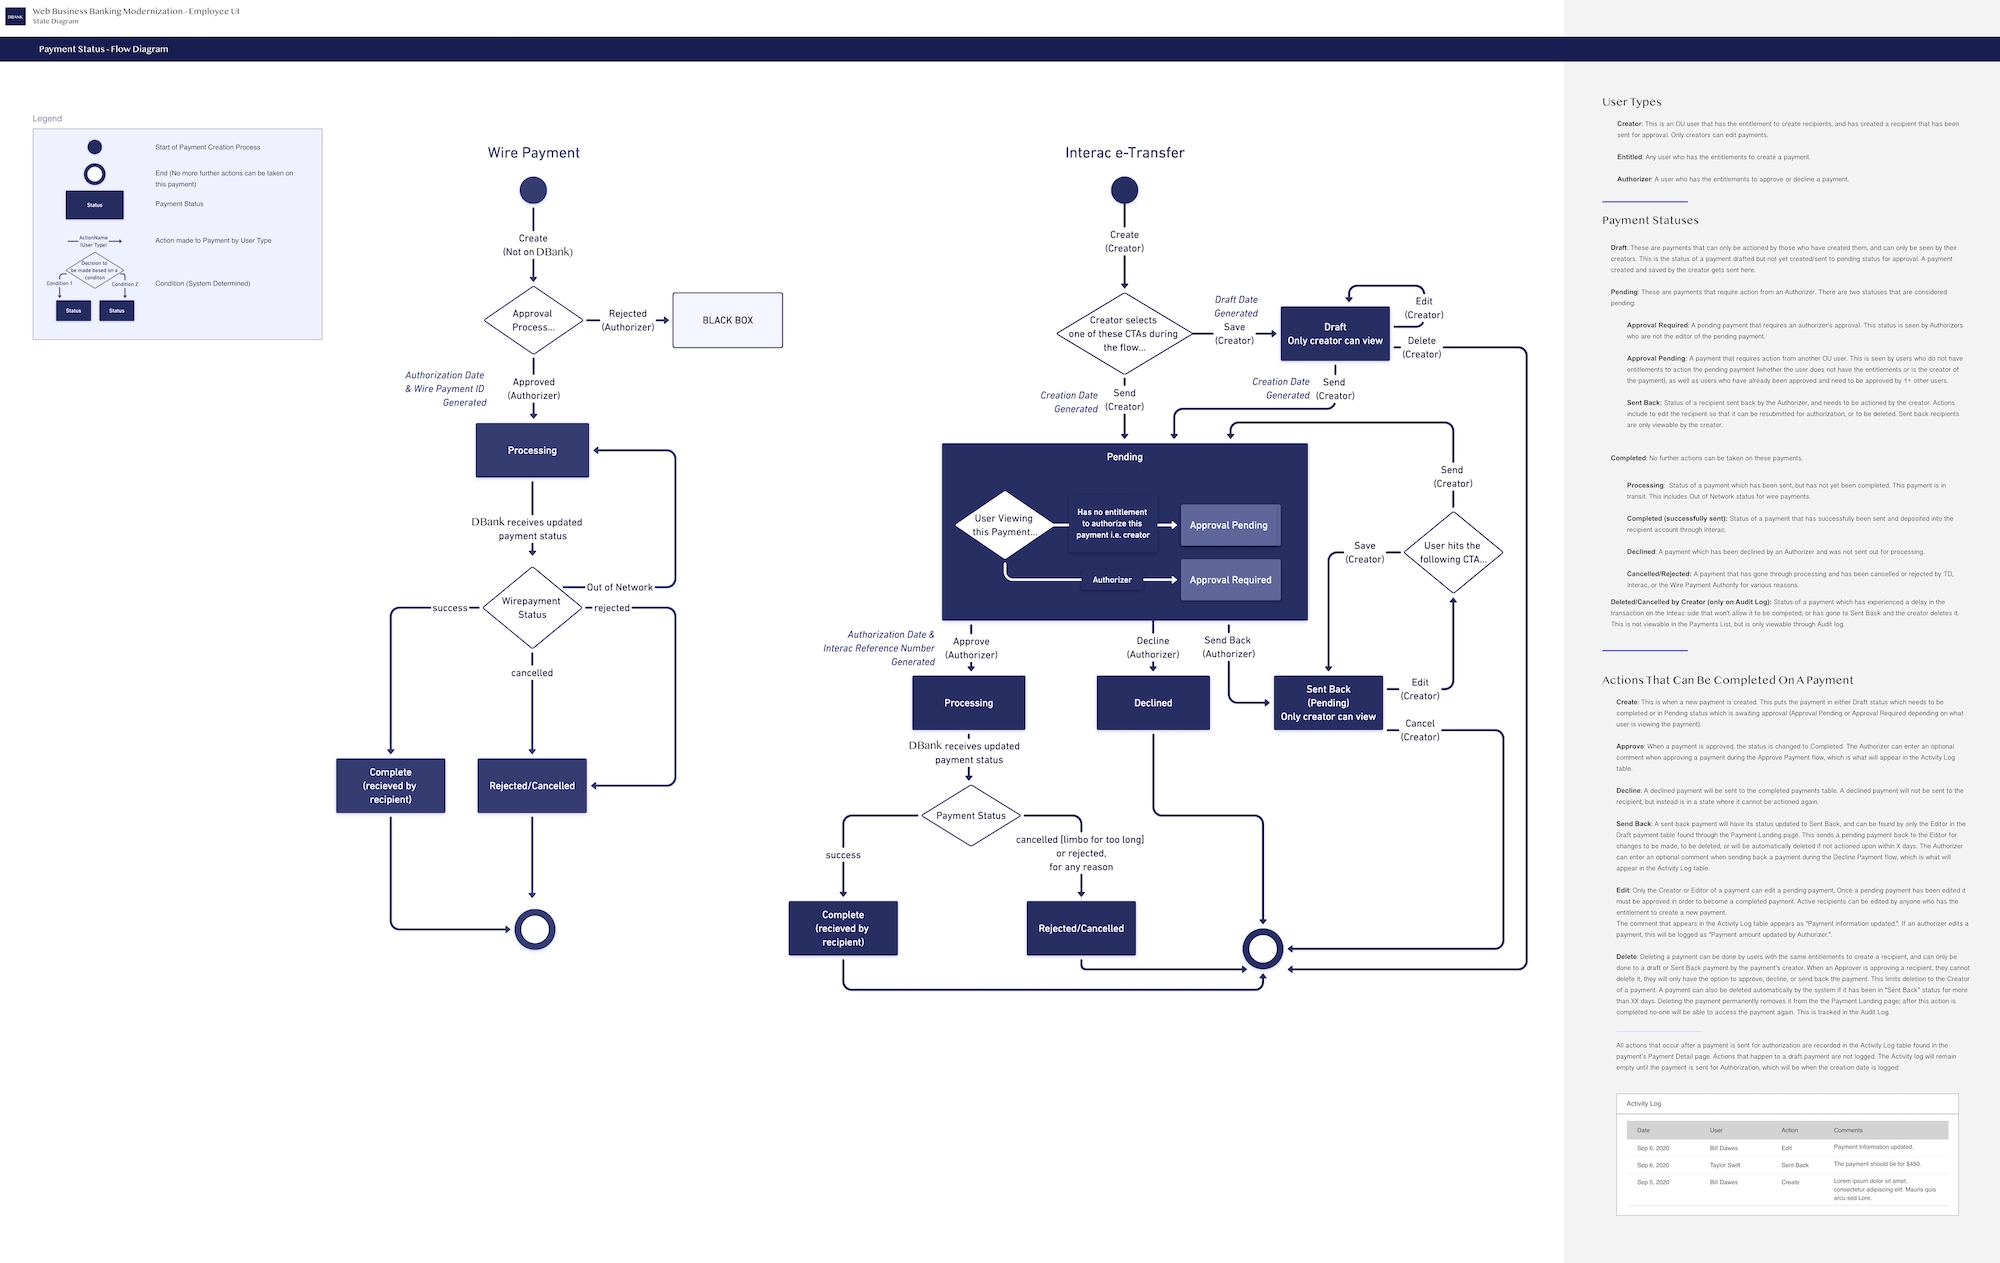 DBANK
Web Business Banking Modernization - Employee UI
State Diagram
Payment Status - Flow Diagram
Legend
Start of Payment Creation Process
End (No more further actions can be taken on
this payment)
Status
Payment Status
ActionName
(User Type)
Action made to Payment by User Type
Decision to
be made based on a
conditon
Condition 1
Condition 2
Condition (System Determined)
Status
Status
Wire Payment
Create
(Not on DBank)
Approval
Process...
Rejected
(Authorizer)
BLACK BOX
Authorization Date
& Wire Payment ID
Generated
Approved
(Authorizer)
Processing
DBank receives updated
payment status
Out of Network
Wirepayment
Status
success
rejected
cancelled
Complete
(recieved by
recipient)
Rejected/Cancelled
Interac e-Transfer
Create
(Creator)
Creator selects
one of these CTAs during
the flow...
Draft Date
Generated
Save
(Creator)
Draft
Only creator can view
Edit
(Creator)
Delete
(Creator)
Creation Date
Generated
Send
(Creator)
Creation Date
Generated
Send
(Creator)
Pending
User Viewing
this Payment...
Has no entitlement
to authorize this
payment i.e. creator
Approval Pending
Authorizer
Approval Required
Send
(Creator)
Save
(Creator)
User hits the
following CTA...
Authorization Date &
Interac Reference Number
Generated
Approve
(Authorizer)
Decline
(Authorizer)
Send Back
(Authorizer)
Processing
Declined
Sent Back
(Pending)
Only creator can view
Edit
(Creator)
Cancel
(Creator)
DBank receives updated
payment status
Payment Status
success
cancelled [limbo for too long]
or rejected,
for any reason
Complete
(recieved by
recipient)
Rejected/Cancelled
User Types
Creator: This is an OU user that has the entitlement to create recipients, and has created a recipient that has been
sent for approval. Only creators can edit payments.
Entitled: Any user who has the entitlements to create a payment.
Authorizer: A user who has the entitlements to approve or decline a payment.
Payment Statuses
Draft: These are payments that can only be actioned by those who have created them, and can only be seen by their
creators. This is the status of a payment drafted but not yet created/sent to pending status for approval. A payment
created and saved by the creator gets sent here.
Pending: These are payments that require action from an Authorizer. There are two statuses that are considered
pending:
Approval Required: A pending payment that requires an authorizer's approval. This status is seen by Authorizers
who are not the editor of the pending payment.
Approval Pending: A payment that requires action from another OU user. This is seen by users who do not have
entitlements to action the pending payment (whether the user does not have the entitlements or is the creator of
the payment), as well as users who have already been approved and need to be approved by 1+ other users.
Sent Back: Status of a recipient sent back by the Authorizer, and needs to be actioned by the creator. Actions
include to edit the recipient so that it can be resubmitted for authorization, or to be deleted. Sent back recipients
are only viewable by the creator.
Completed: No further actions can be taken on these payments.
Processing: Status of a payment which has been sent, but has not yet been completed. This payment is in
transit. This includes Out of Network status for wire payments.
Completed (successfully sent): Status of a payment that has successfully been sent and deposited into the
recipient account through Interac.
Declined: A payment which has been declined by an Authorizer and was not sent out for processing.
Cancelled/Rejected: A payment that has gone through processing and has been cancelled or rejected by TD,
Interac, or the Wire Payment Authority for various reasons.
Deleted/Cancelled by Creator (only on Audit Log): Status of a payment which has experienced a delay in the
transaction on the Inteac side that won't allow it to be competed, or has gone to Sent Back and the creator deletes it.
This is not viewable in the Payments List, but is only viewable through Audit log.
Actions That Can Be Completed On A Payment
Create: This is when a new payment is created. This puts the payment in either Draft status which needs to be
completed or in Pending status which is awaiting approval (Approval Pending or Approval Required depending on what
user is viewing the payment).
Approve: When a payment is approved, the status is changed to Completed. The Authorizer can enter an optional
comment when approving a payment during the Approve Payment flow, which is what will appear in the Activity Log
table.
Decline: A declined payment will be sent to the completed payments table. A declined payment will not be sent to the
recipient, but instead is in a state where it cannot be actioned again.
Send Back: A sent back payment will have its status updated to Sent Back, and can be found by only the Editor in the
Draft payment table found through the Payment Landing page. This sends a pending payment back to the Editor for
changes to be made, to be deleted, or will be automatically deleted if not actioned upon within X days. The Authorizer
can enter an optional comment when sending back a payment during the Decline Payment flow, which is what will
appear in the Activity Log table.
Edit: Only the Creator or Editor of a payment can edit a pending payment. Once a pending payment has been edited it
must be approved in order to become a completed payment. Active recipients can be edited by anyone who has the
entitlement to create a new payment.
The comment that appears in the Activity Log table appears as "Payment information updated.". If an authorizer edits a
payment, this will be logged as "Payment amount updated by Authorizer.".
Delete: Deleting a payment can be done by users with the same entitlements to create a recipient, and can only be
done to a draft or Sent Back payment by the payment's creator. When an Approver is approving a recipient, they cannot
delete it, they will only have the option to approve, decline, or send back the payment. This limits deletion to the Creator
of a payment. A payment can also be deleted automatically by the system if it has been in "Sent Back" status for more
than XX days. Deleting the payment permanently removes it from the the Payment Landing page; after this action is
completed no-one will be able to access the payment again. This is tracked in the Audit Log.
All actions that occur after a payment is sent for authorization are recorded in the Activity Log table found in the
payment's Payment Detail page. Actions that happen to a draft payment are not logged. The Activity log will remain
empty until the payment is sent for Authorization, which will be when the creation date is logged:
Activity Log
Date User Action Comments
Sep 6, 2020 Bill Dawes Edit Payment Information updated.
Sep 6, 2020 Taylor Swift Sent Back The payment should be for $450.
Sep 5, 2020 Bill Dawes Create Lorem ipsum dolor sit amet,
consectetur adipiscing elit. Mauris quis
arcu sed Lore.